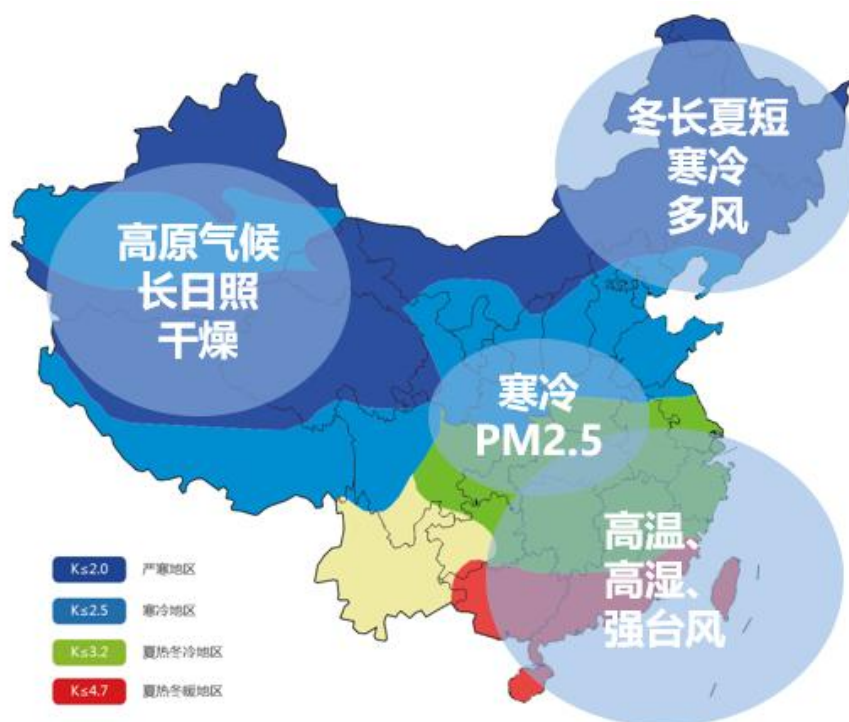 冬长夏短
寒冷
多风
高原气候
长日照
干燥
寒冷
PM2.5
高温、
高湿、
强台风
K≤2.0 严寒地区
K≤2.5 寒冷地区
K≤3.2 夏热冬冷地区
K≤4.7 夏热冬暖地区